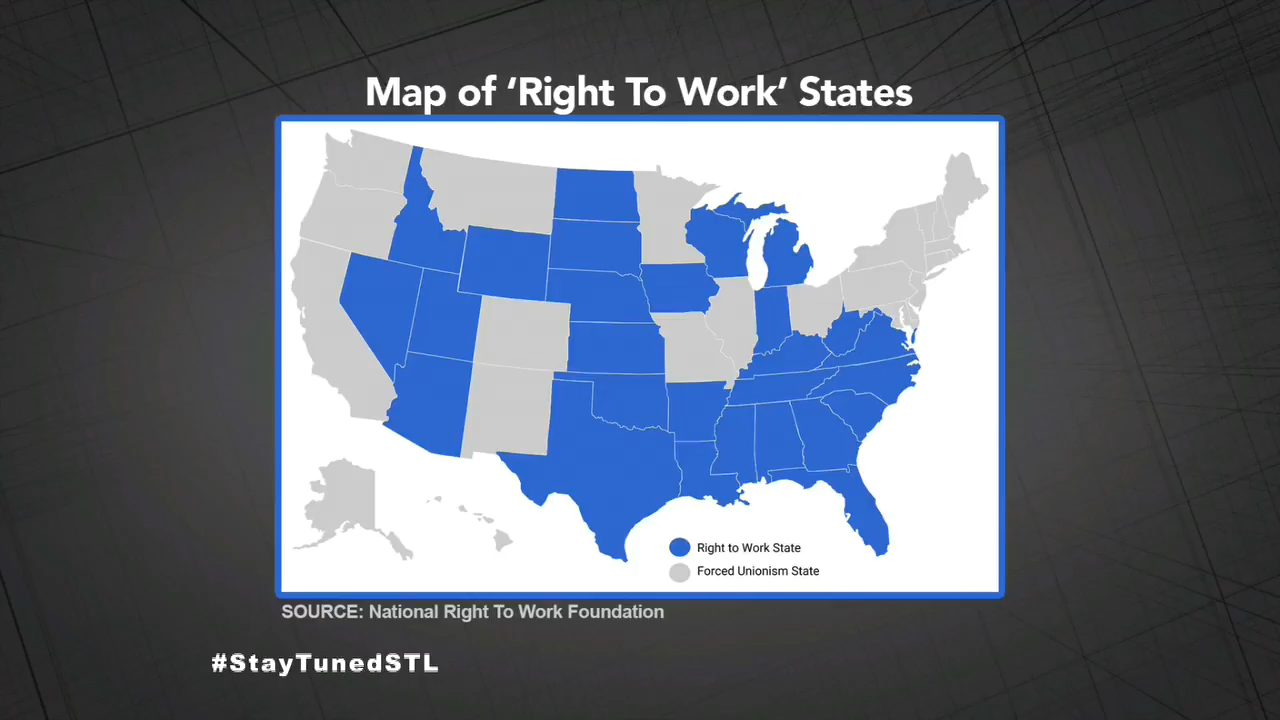 Map of ‘Right To Work’ States
Right to Work State
Forced Unionism State
SOURCE: National Right To Work Foundation
#StayTunedSTL